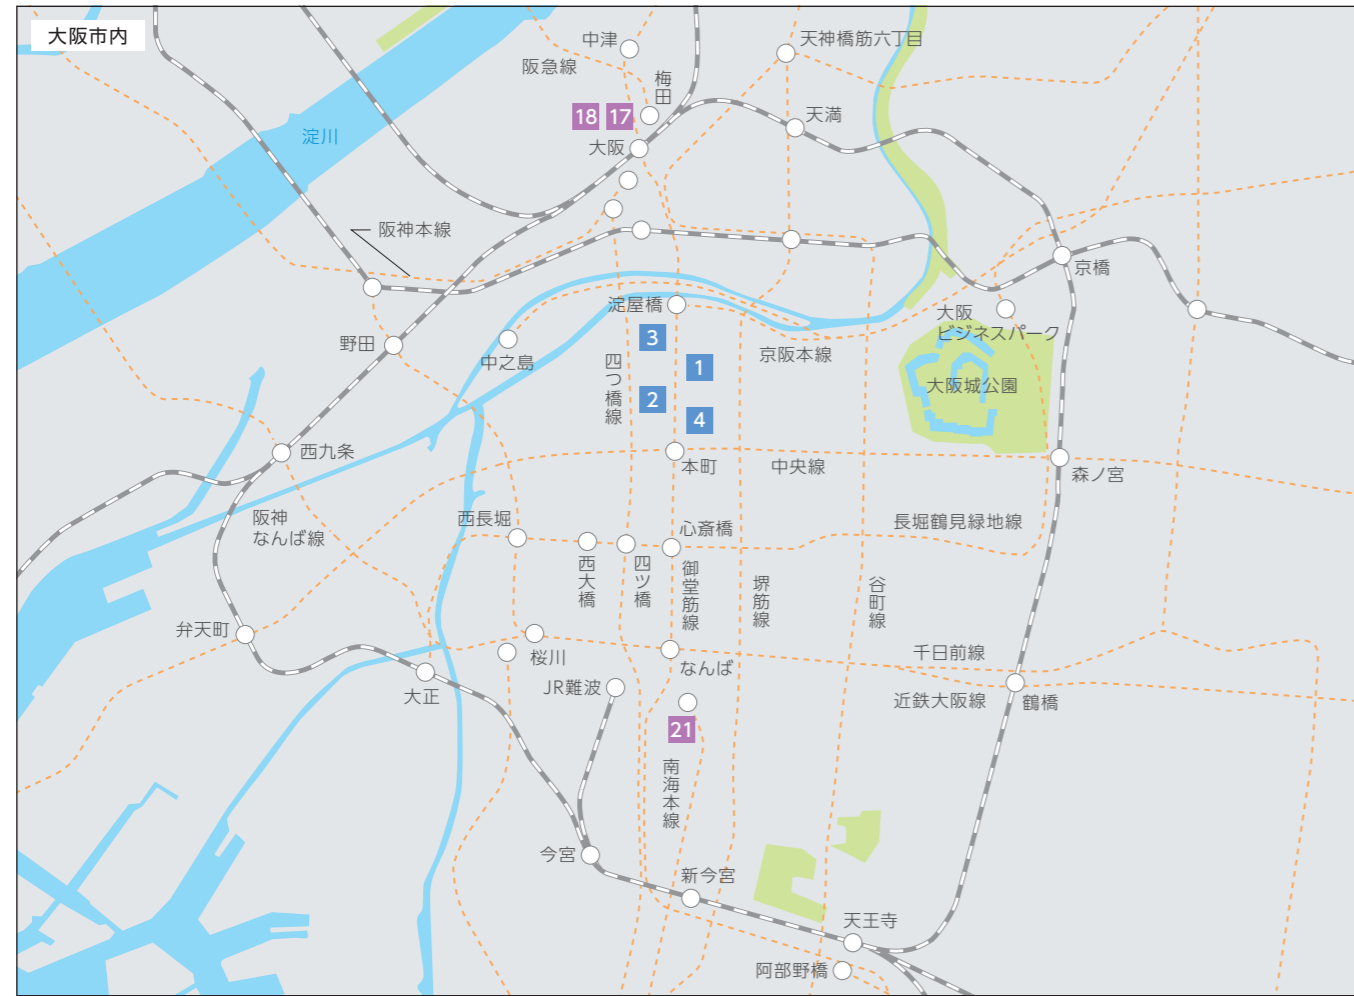 大阪市内
中津
天神橋筋六丁目
阪急線
梅田
18
17
天満
淀川
大阪
阪神本線
京橋
淀屋橋
大阪
ビジネスパーク
3
野田
中之島
四つ橋線
1
京阪本線
大阪城公園
2
4
西九条
本町
中央線
森ノ宮
阪神
なんば線
西長堀
心斎橋
長堀鶴見緑地線
西大橋
四ツ橋
御堂筋線
堺筋線
谷町線
弁天町
桜川
なんば
千日前線
大正
JR難波
近鉄大阪線
鶴橋
21
南海本線
今宮
新今宮
天王寺
阿部野橋